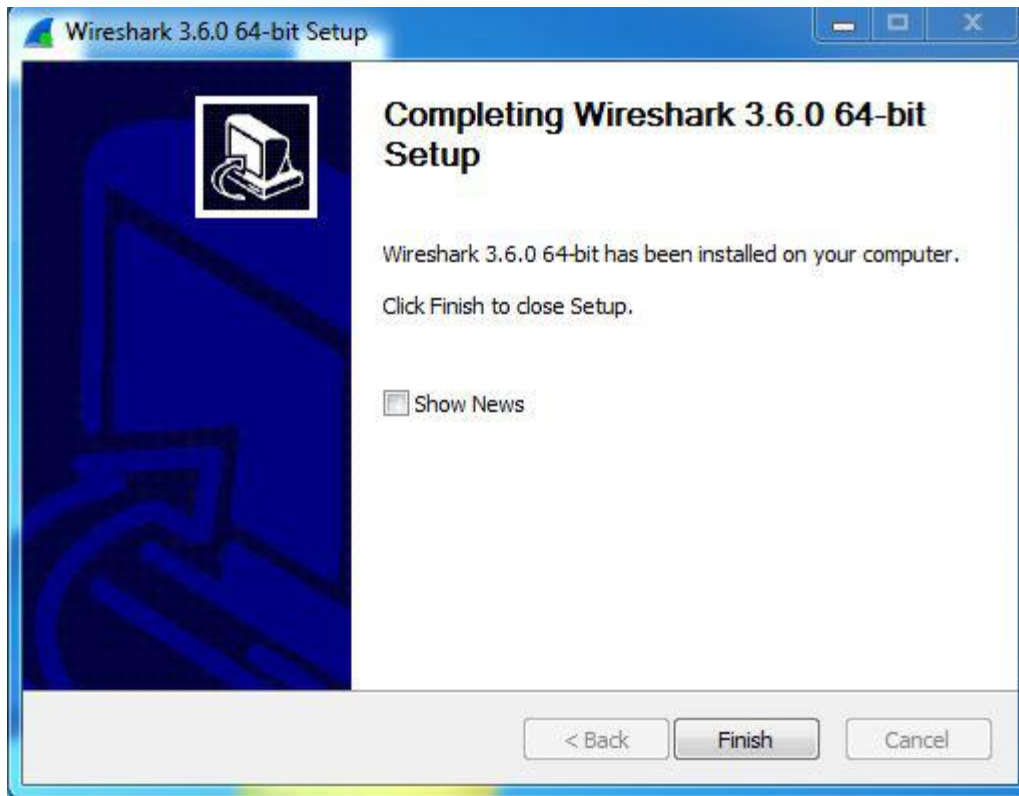 Wireshark 3.6.0 64-bit Setup
Completing Wireshark 3.6.0 64-bit
Setup
Wireshark 3.6.0 64-bit has been installed on your computer.
Click Finish to close Setup.
Show News
< Back
Finish
Cancel